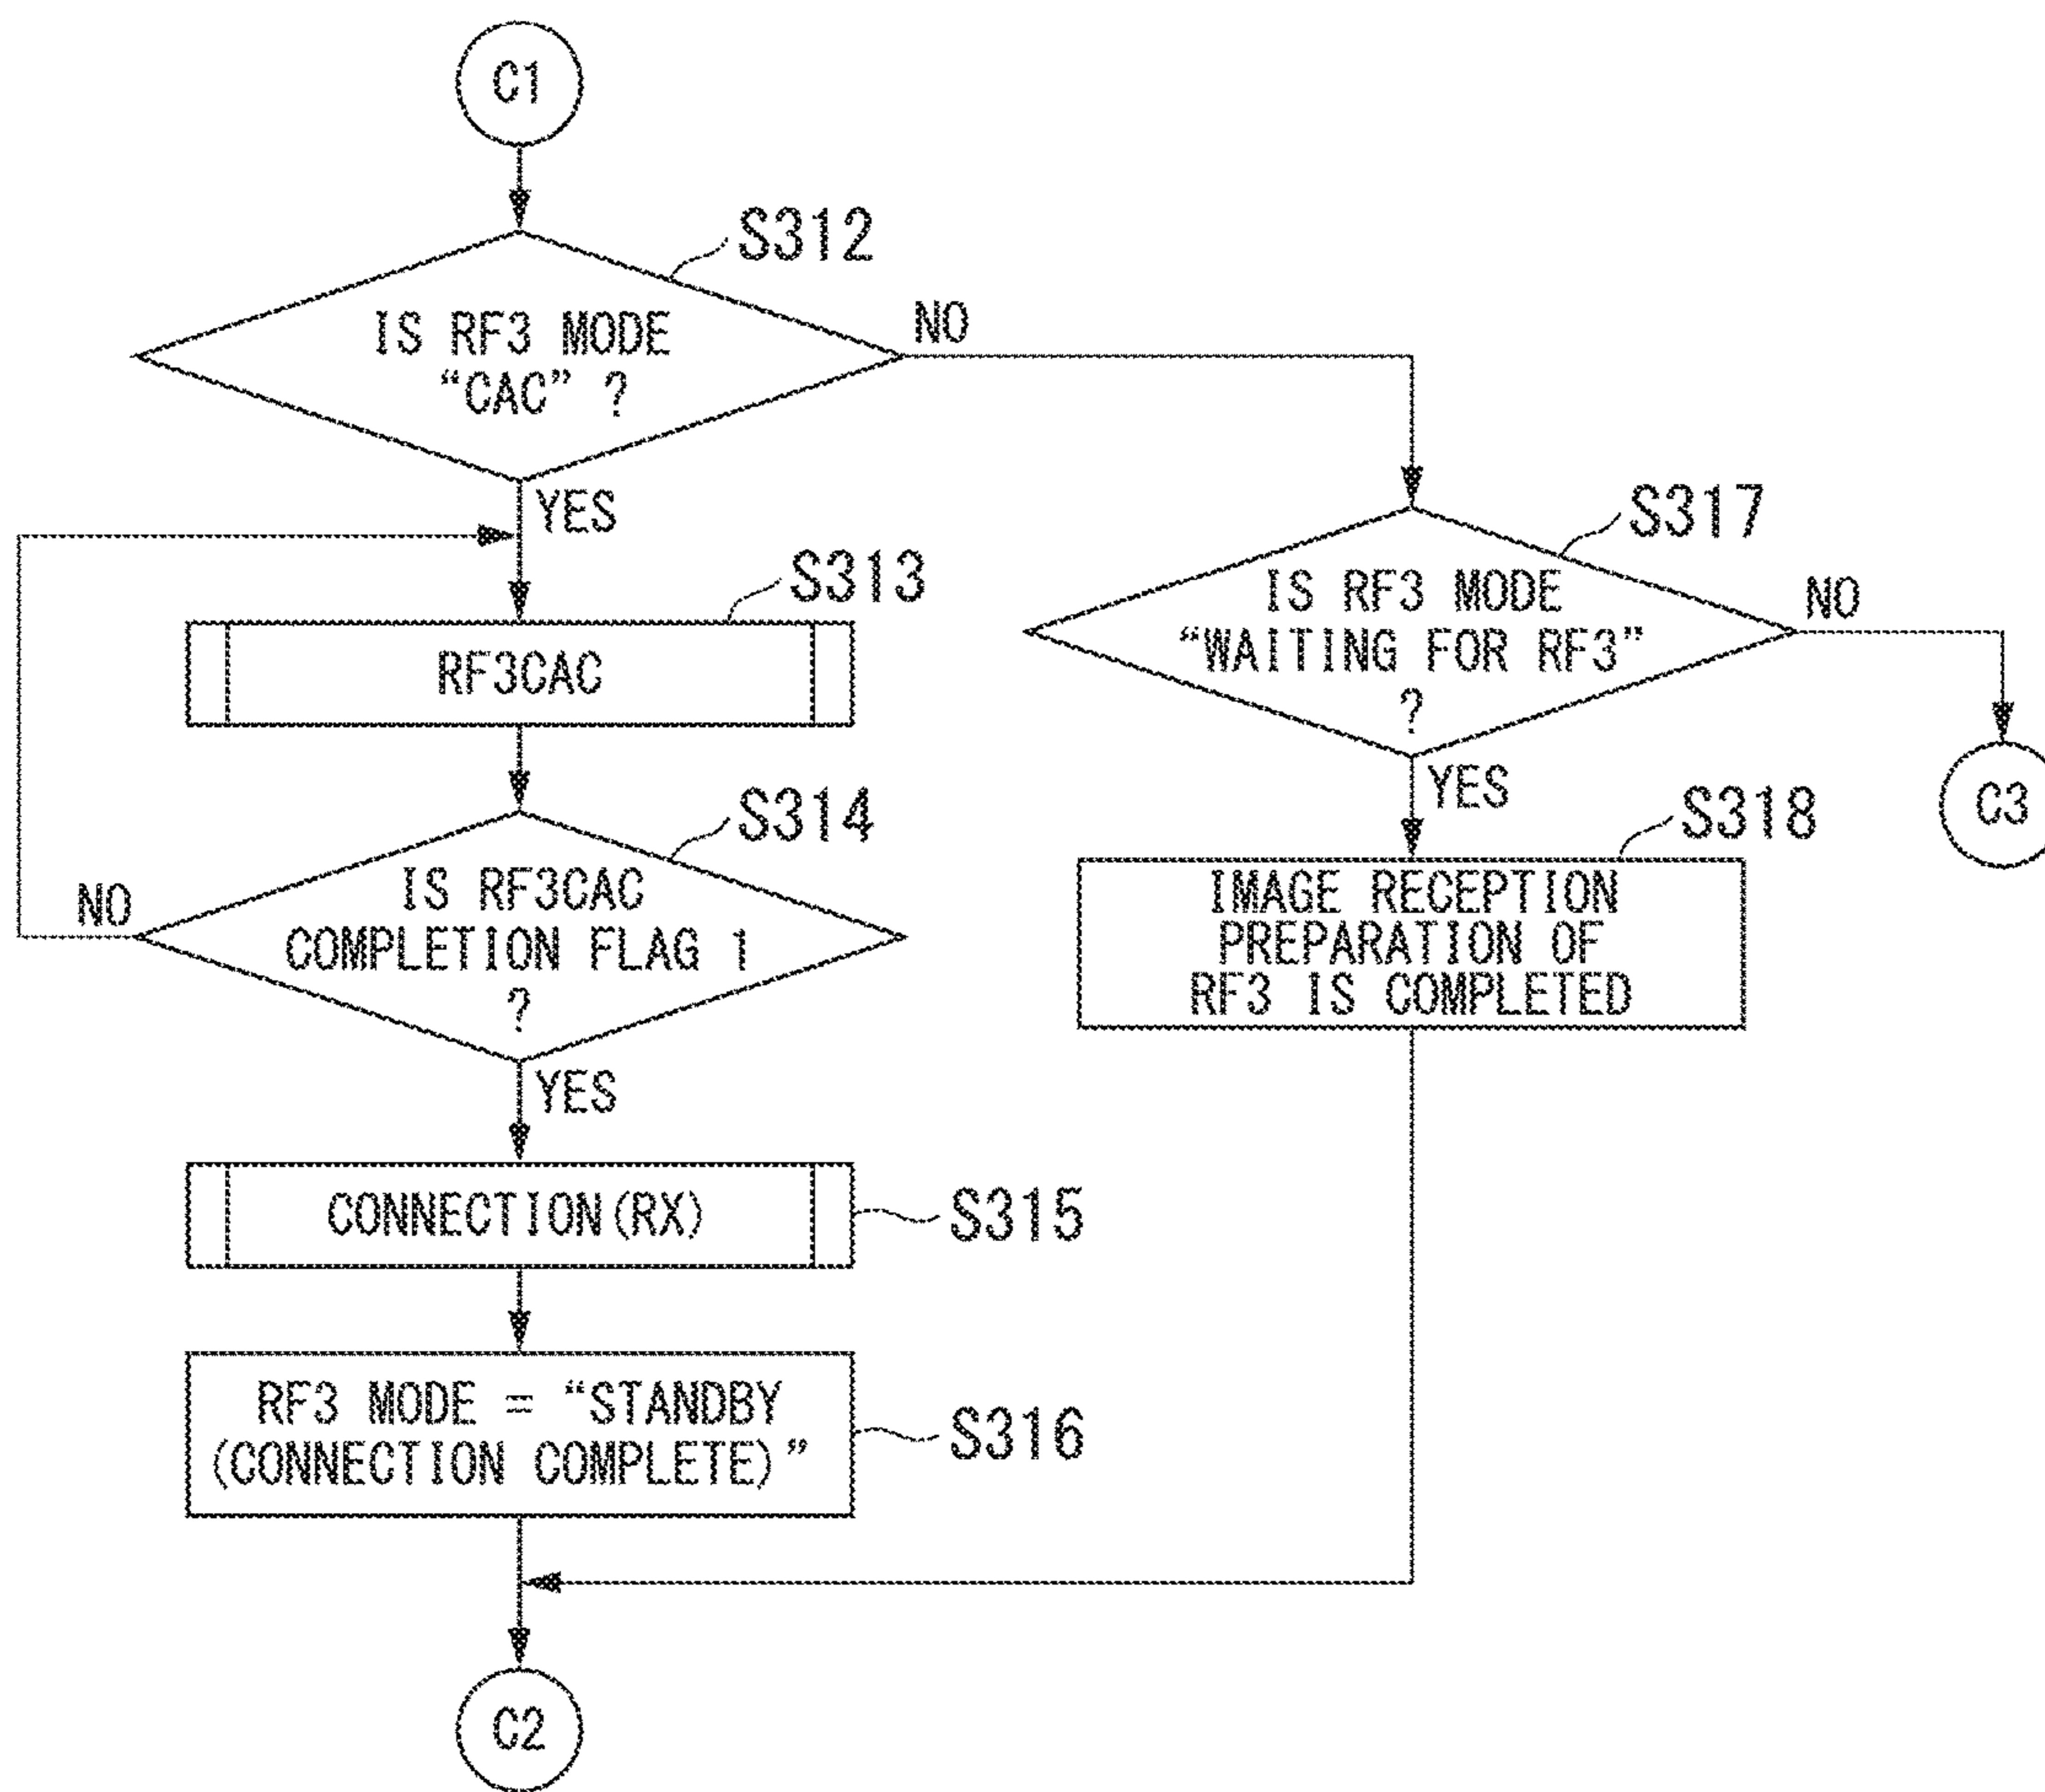 C1
S312
IS RF3 MODE
“CAC” ?
NO
YES
S313
RF3CAC
S314
IS RF3CAC
COMPLETION FLAG 1
?
NO
YES
CONNECTION(RX)
S315
RF3 MODE = “STANDBY
(CONNECTION COMPLETE)”
S316
C2
S317
IS RF3 MODE
“WAITING FOR RF3”
?
NO
YES
C3
S318
IMAGE RECEPTION
PREPARATION OF
RF3 IS COMPLETED